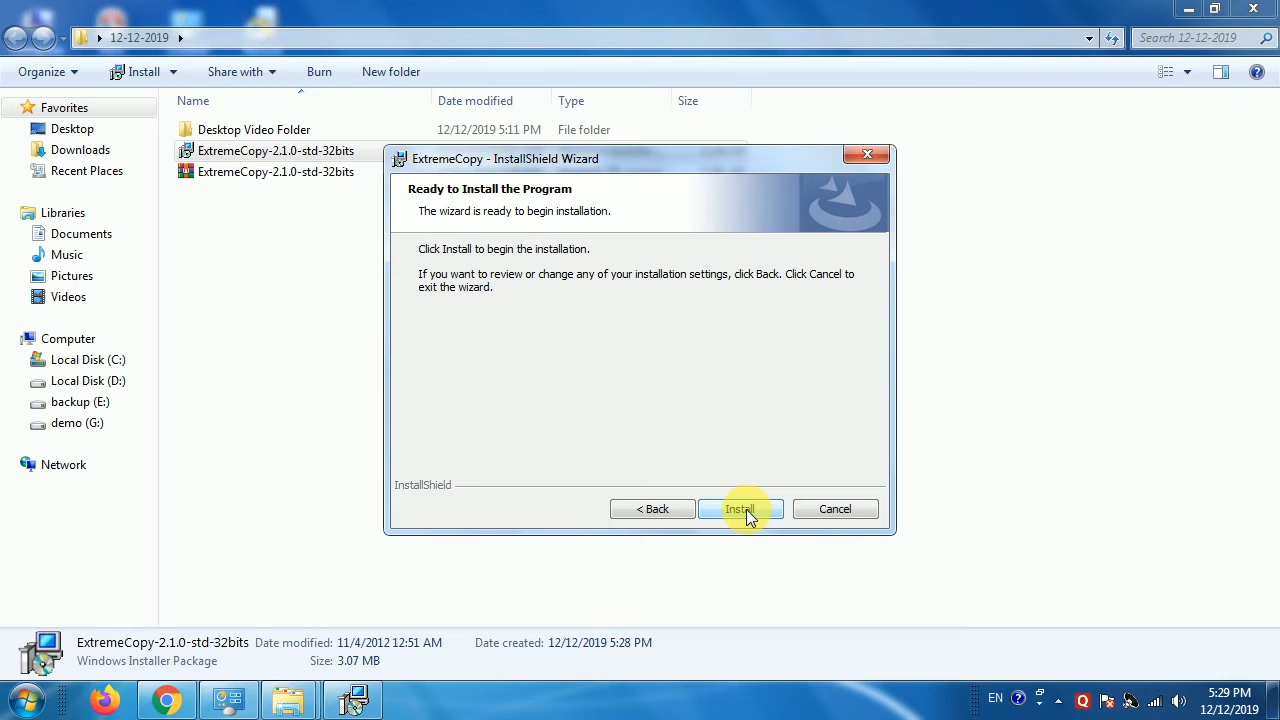 12-12-2019
Search 12-12-2019
Organize
Install
Share with
Burn
New folder
Favorites
Desktop
Downloads
Recent Places
Libraries
Documents
Music
Pictures
Videos
Computer
Local Disk (C:)
Local Disk (D:)
backup (E:)
demo (G:)
Network
Name
Date modified
Type
Size
Desktop Video Folder
12/12/2019 5:11 PM
File folder
ExtremeCopy-2.1.0-std-32bits
ExtremeCopy-2.1.0-std-32bits
ExtremeCopy - InstallShield Wizard
Ready to Install the Program
The wizard is ready to begin installation.
Click Install to begin the installation.
If you want to review or change any of your installation settings, click Back. Click Cancel to
exit the wizard.
InstallShield
< Back
Install
Cancel
ExtremeCopy-2.1.0-std-32bits
Date modified: 11/4/2012 12:51 AM
Date created: 12/12/2019 5:28 PM
Windows Installer Package
Size: 3.07 MB
EN
5:29 PM
12/12/2019